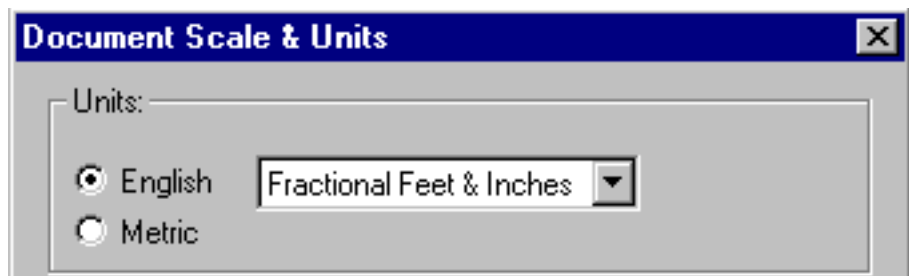 Document Scale & Units
Units:
English Fractional Feet & Inches
Metric